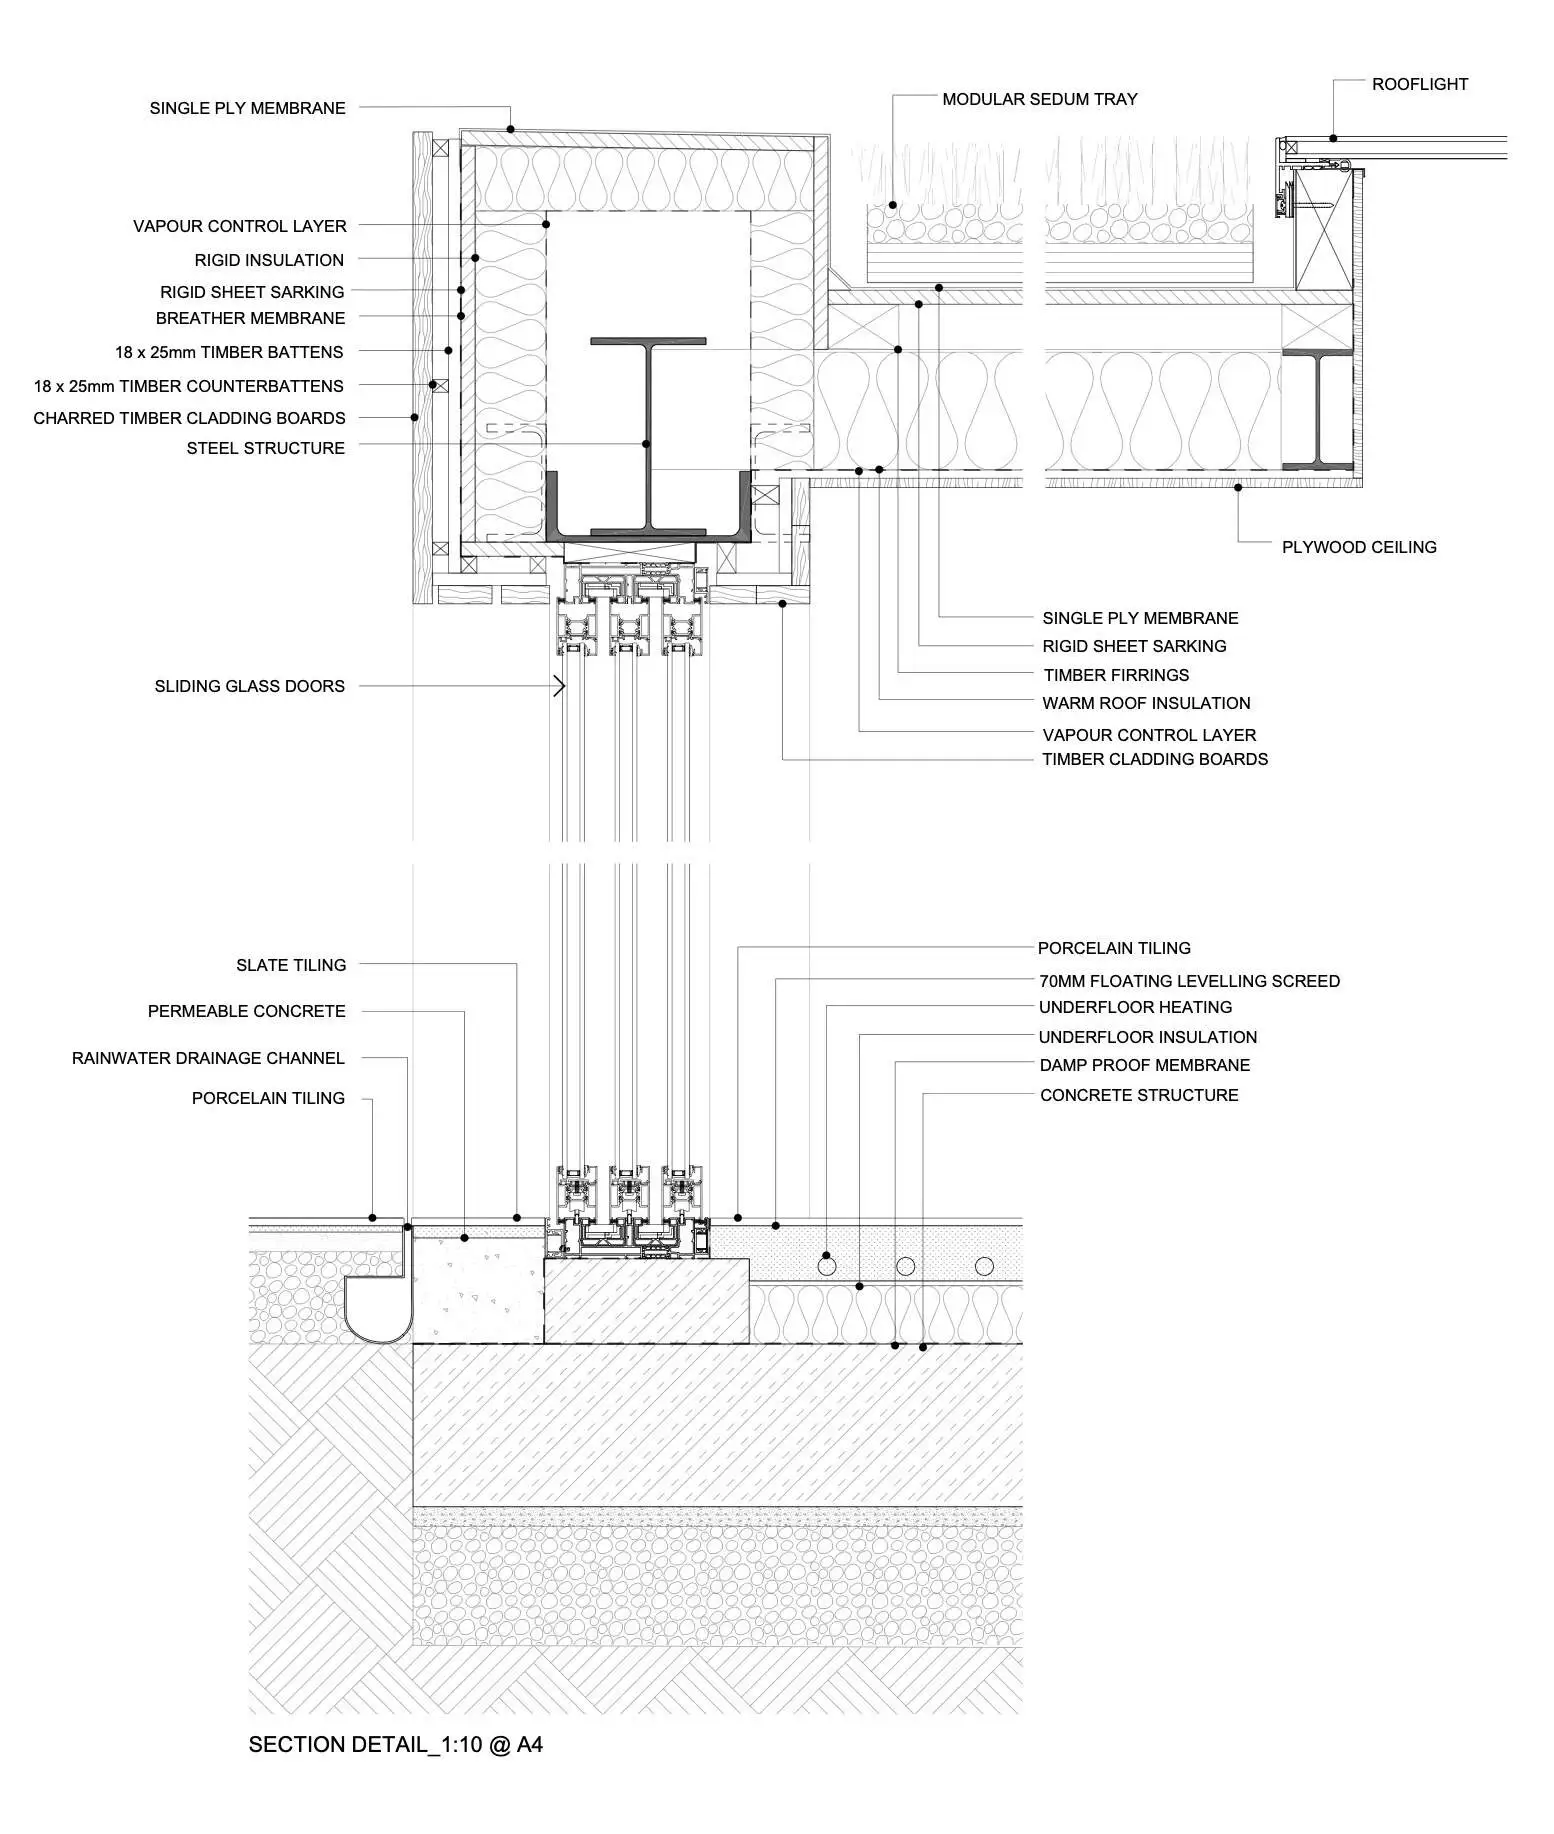 ROOFLIGHT
MODULAR SEDUM TRAY
SINGLE PLY MEMBRANE
VAPOUR CONTROL LAYER
RIGID INSULATION
RIGID SHEET SARKING
BREATHER MEMBRANE
18 x 25mm TIMBER BATTENS
18 x 25mm TIMBER COUNTERBATTENS
CHARRED TIMBER CLADDING BOARDS
STEEL STRUCTURE
PLYWOOD CEILING
SINGLE PLY MEMBRANE
RIGID SHEET SARKING
TIMBER FIRRINGS
WARM ROOF INSULATION
VAPOUR CONTROL LAYER
TIMBER CLADDING BOARDS
SLIDING GLASS DOORS
SLATE TILING
PERMEABLE CONCRETE
RAINWATER DRAINAGE CHANNEL
PORCELAIN TILING
PORCELAIN TILING
70MM FLOATING LEVELLING SCREED
UNDERFLOOR HEATING
UNDERFLOOR INSULATION
DAMP PROOF MEMBRANE
CONCRETE STRUCTURE
SECTION DETAIL_1:10 @ A4